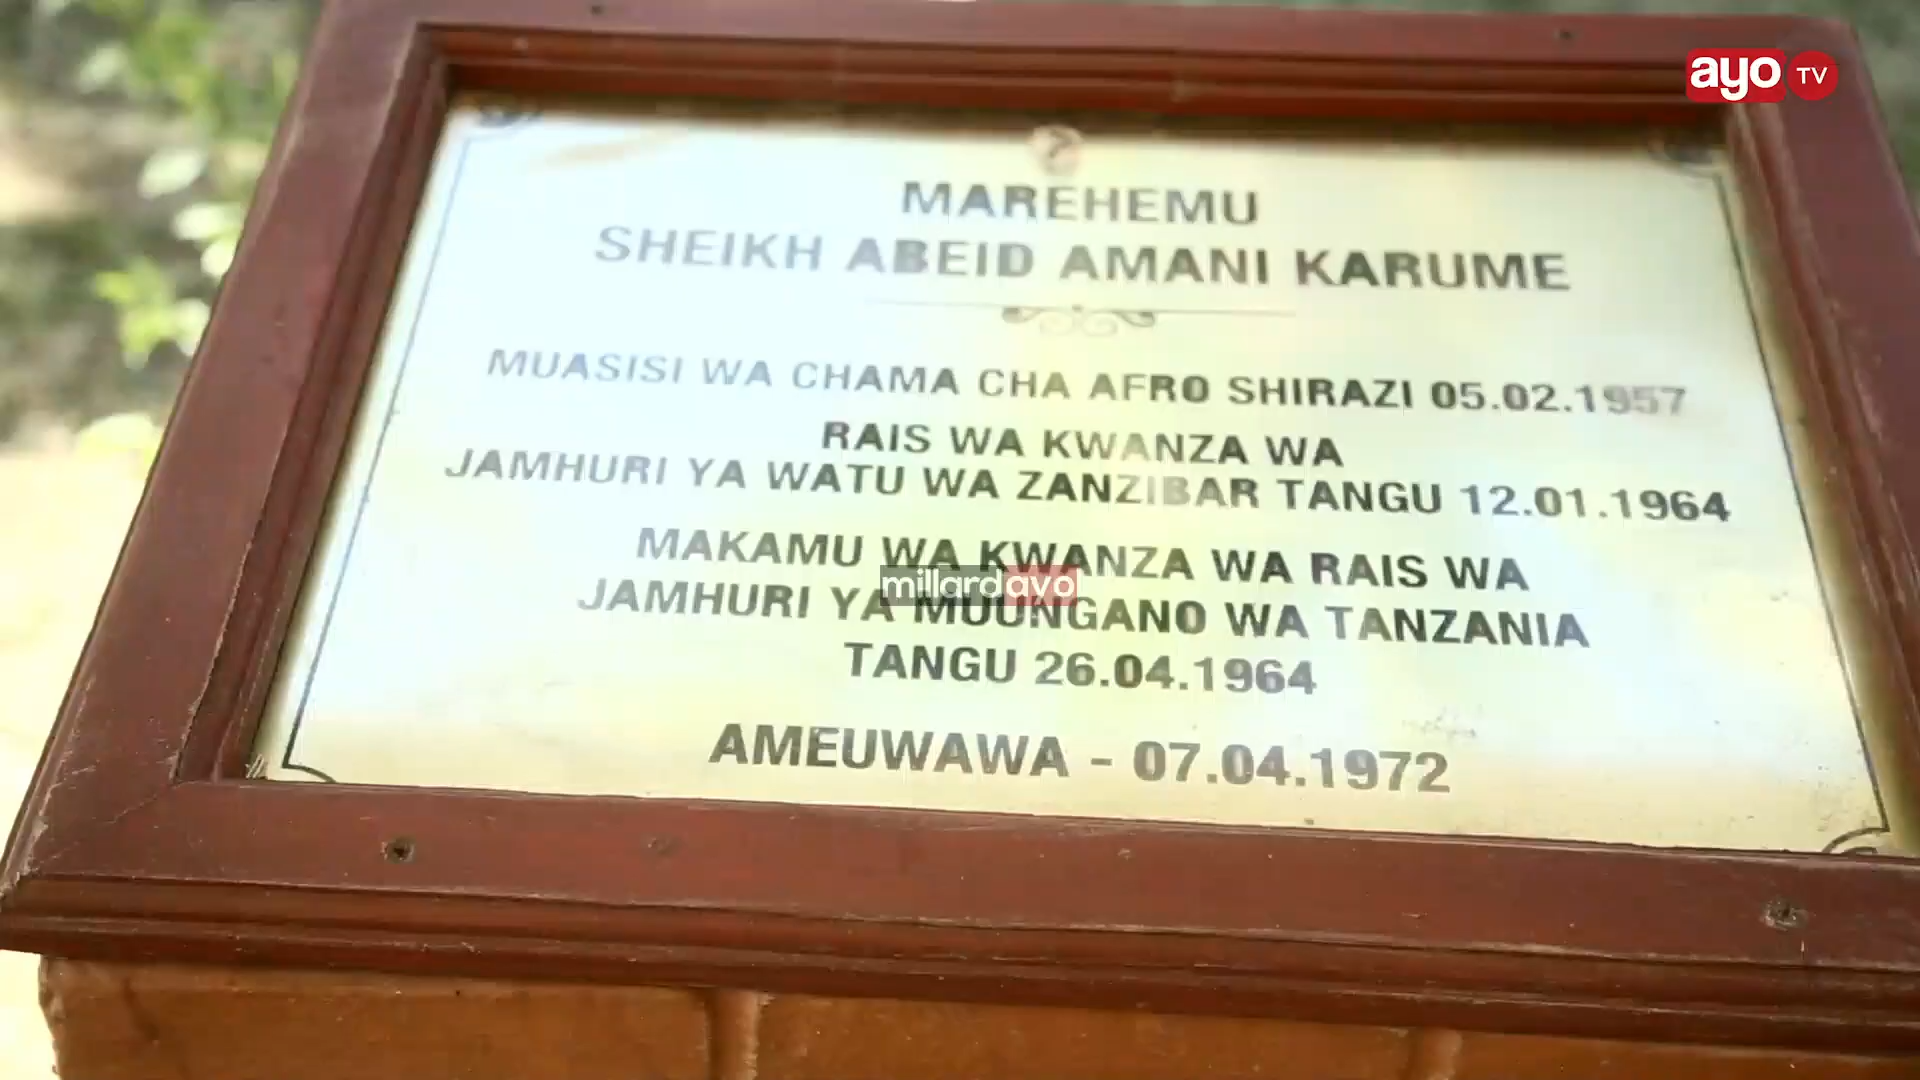 ayo TV
MAREHEMU
SHEIKH ABEID AMANI KARUME
MUASISI WA CHAMA CHA AFRO SHIRAZI 05.02.1957
RAIS WA KWANZA WA
JAMHURI YA WATU WA ZANZIBAR TANGU 12.01.1964
MAKAMU WA KWANZA WA RAIS WA
millardayo
JAMHURI YA MUUNGANO WA TANZANIA
TANGU 26.04.1964
AMEUWAWA - 07.04.1972